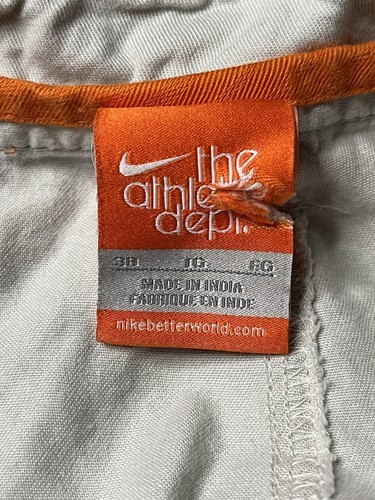 the
athle
dept.
MADE IN INDIA
FABRIQUE EN INDE
nikebetterworld.com